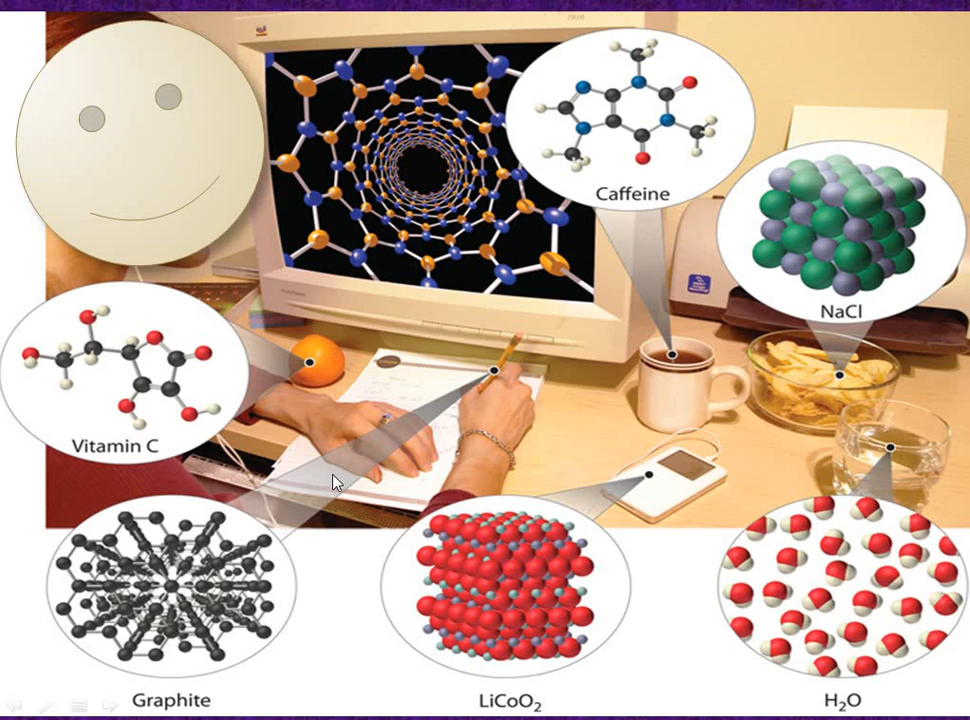 Caffeine
NaCl
Vitamin C
Graphite
LiCoO₂
H₂O